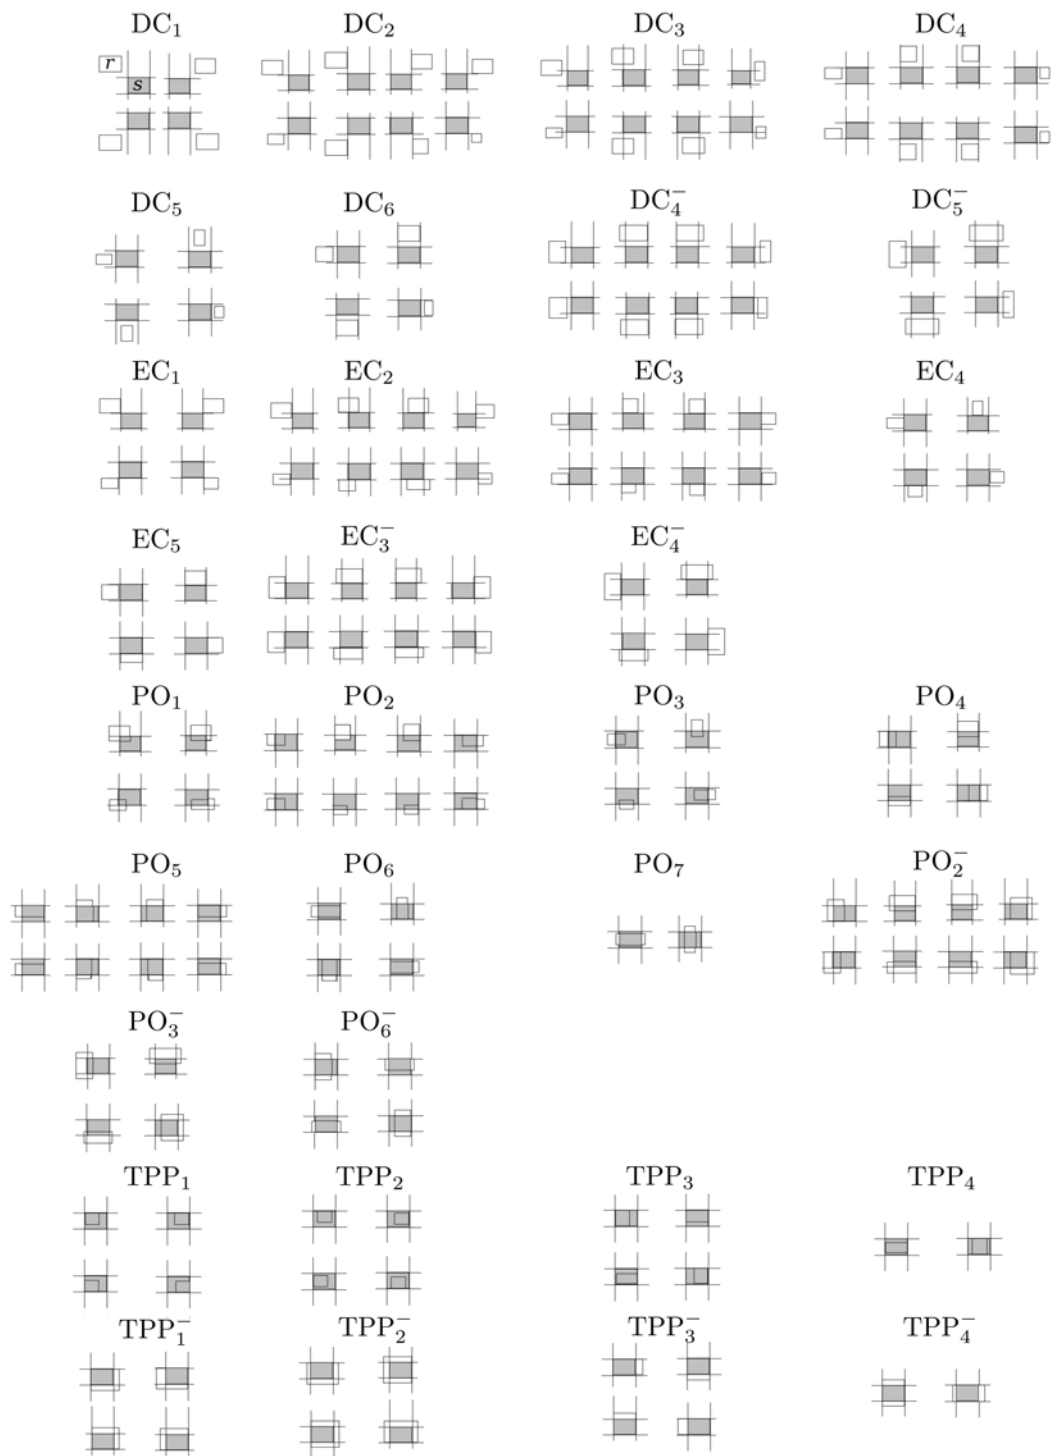 DC₁ DC₂ DC₃ DC₄
r
s
DC₅ DC₆ DC₄⁻ DC₅⁻
EC₁ EC₂ EC₃ EC₄
EC₅ EC₃⁻ EC₄⁻
PO₁ PO₂ PO₃ PO₄
PO₅ PO₆ PO₇ PO₂⁻
PO₃⁻ PO₆⁻
TPP₁ TPP₂ TPP₃ TPP₄
TPP₁⁻ TPP₂⁻ TPP₃⁻ TPP₄⁻